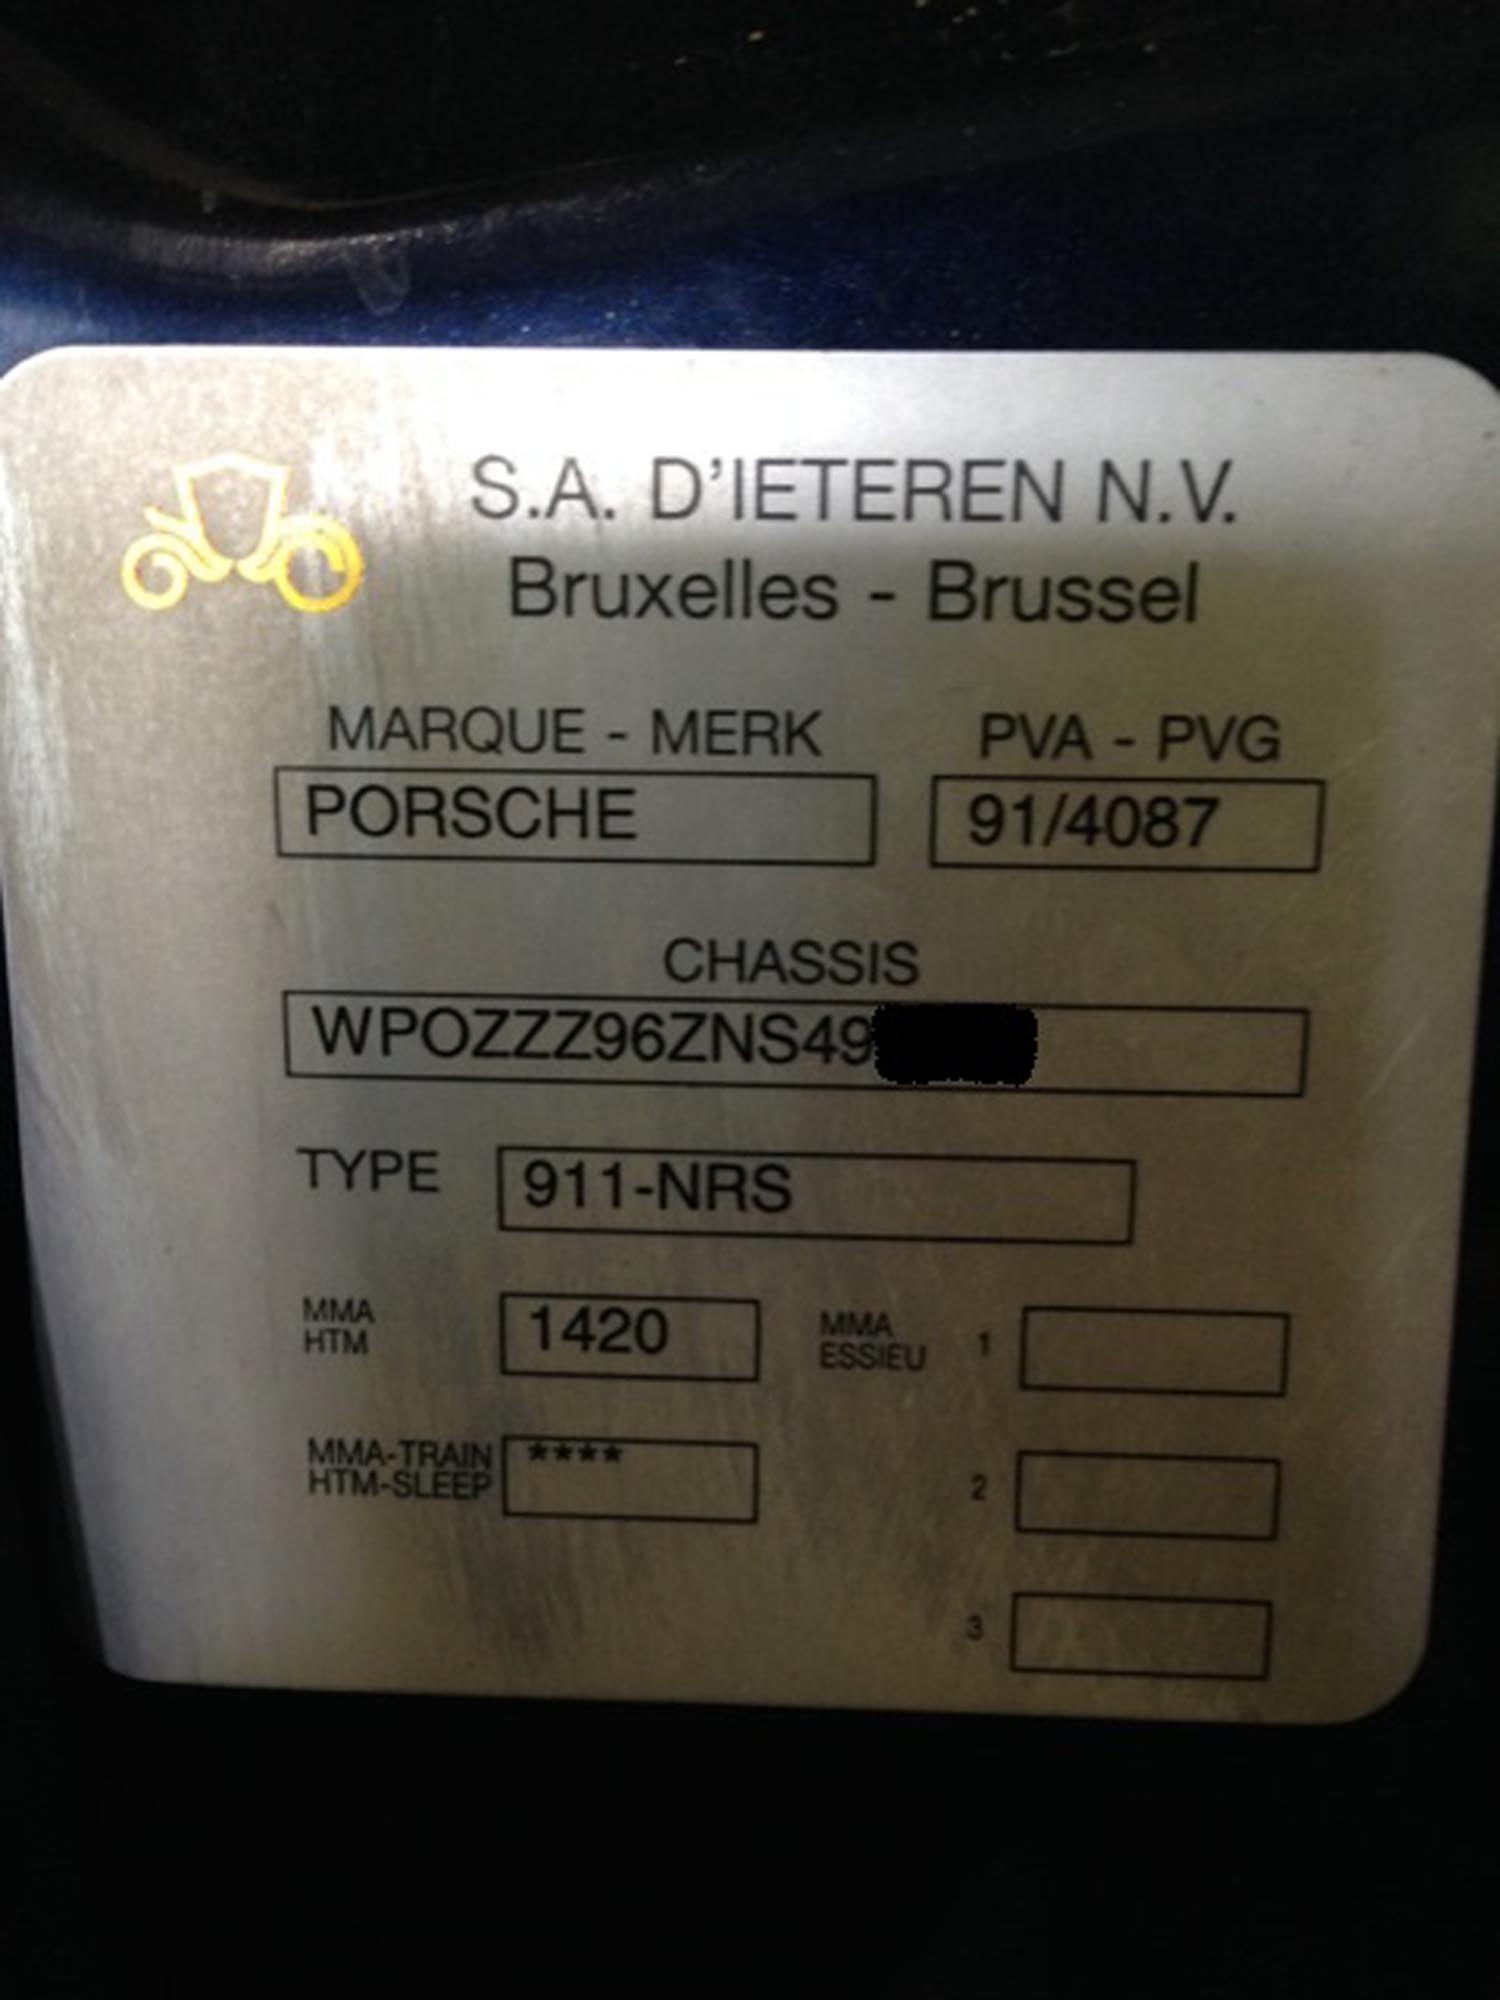 S.A. D'IETEREN N.V.
Bruxelles - Brussel
MARQUE - MERK PVA - PVG
PORSCHE 91/4087
CHASSIS
WPOZZZ96ZNS49
TYPE 911-NRS
MMA
HTM
1420
MMA
ESSIEU
1
MMA-TRAIN
HTM-SLEEP
****
2
3